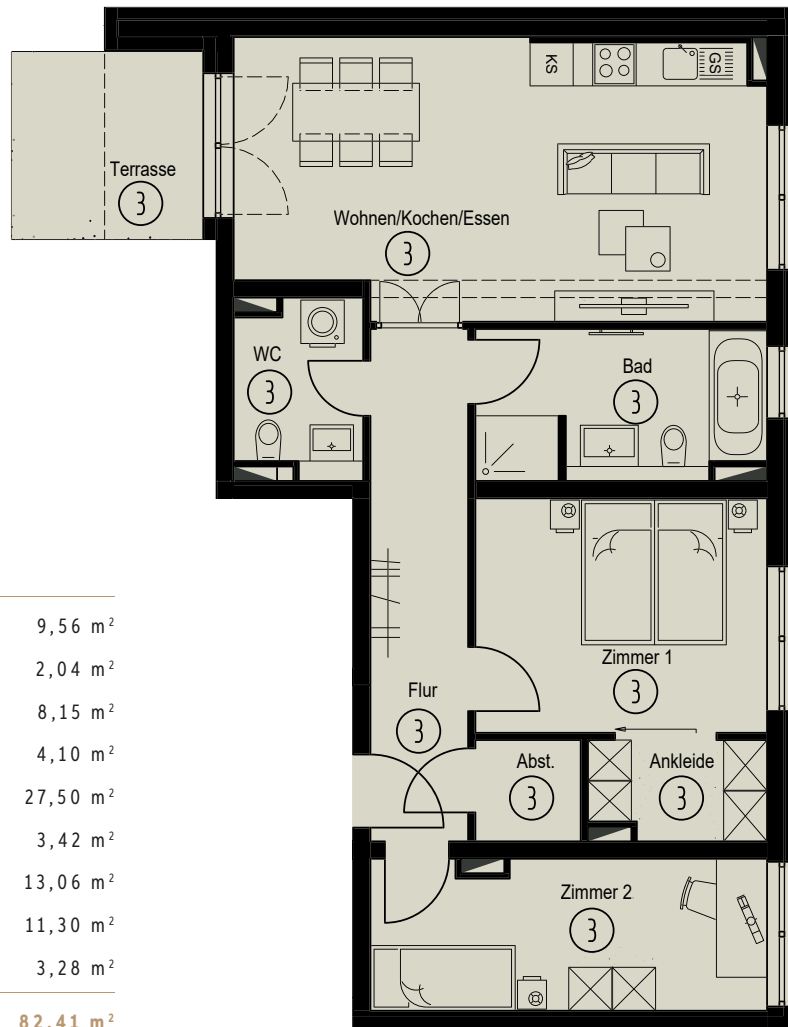 KS
GS
Terrasse
3
Wohnen/Kochen/Essen
3
WC
3
Bad
3
Zimmer 1
3
Flur
3
Abst.
3
Ankleide
3
Zimmer 2
3
9,56 m²
2,04 m²
8,15 m²
4,10 m²
27,50 m²
3,42 m²
13,06 m²
11,30 m²
3,28 m²
82,41 m²